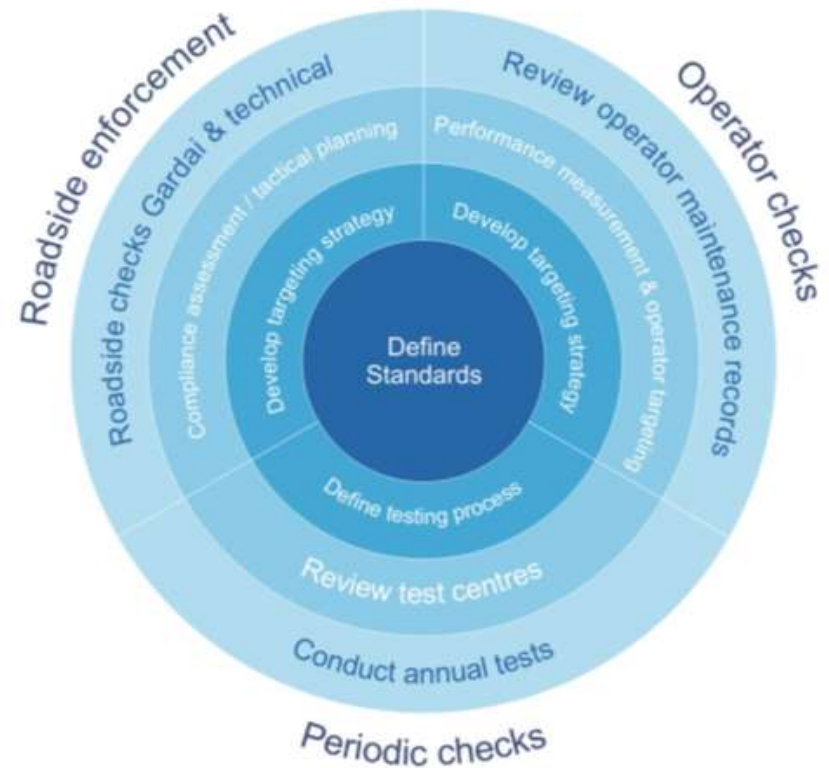 Roadside enforcement
Operator checks
Roadside checks Gardai & technical
Review operator maintenance records
Compliance assessment / tactical planning
Performance measurement & operator targeting
Develop targeting strategy
Develop targeting strategy
Define
Standards
Define testing process
Review test centres
Conduct annual tests
Periodic checks